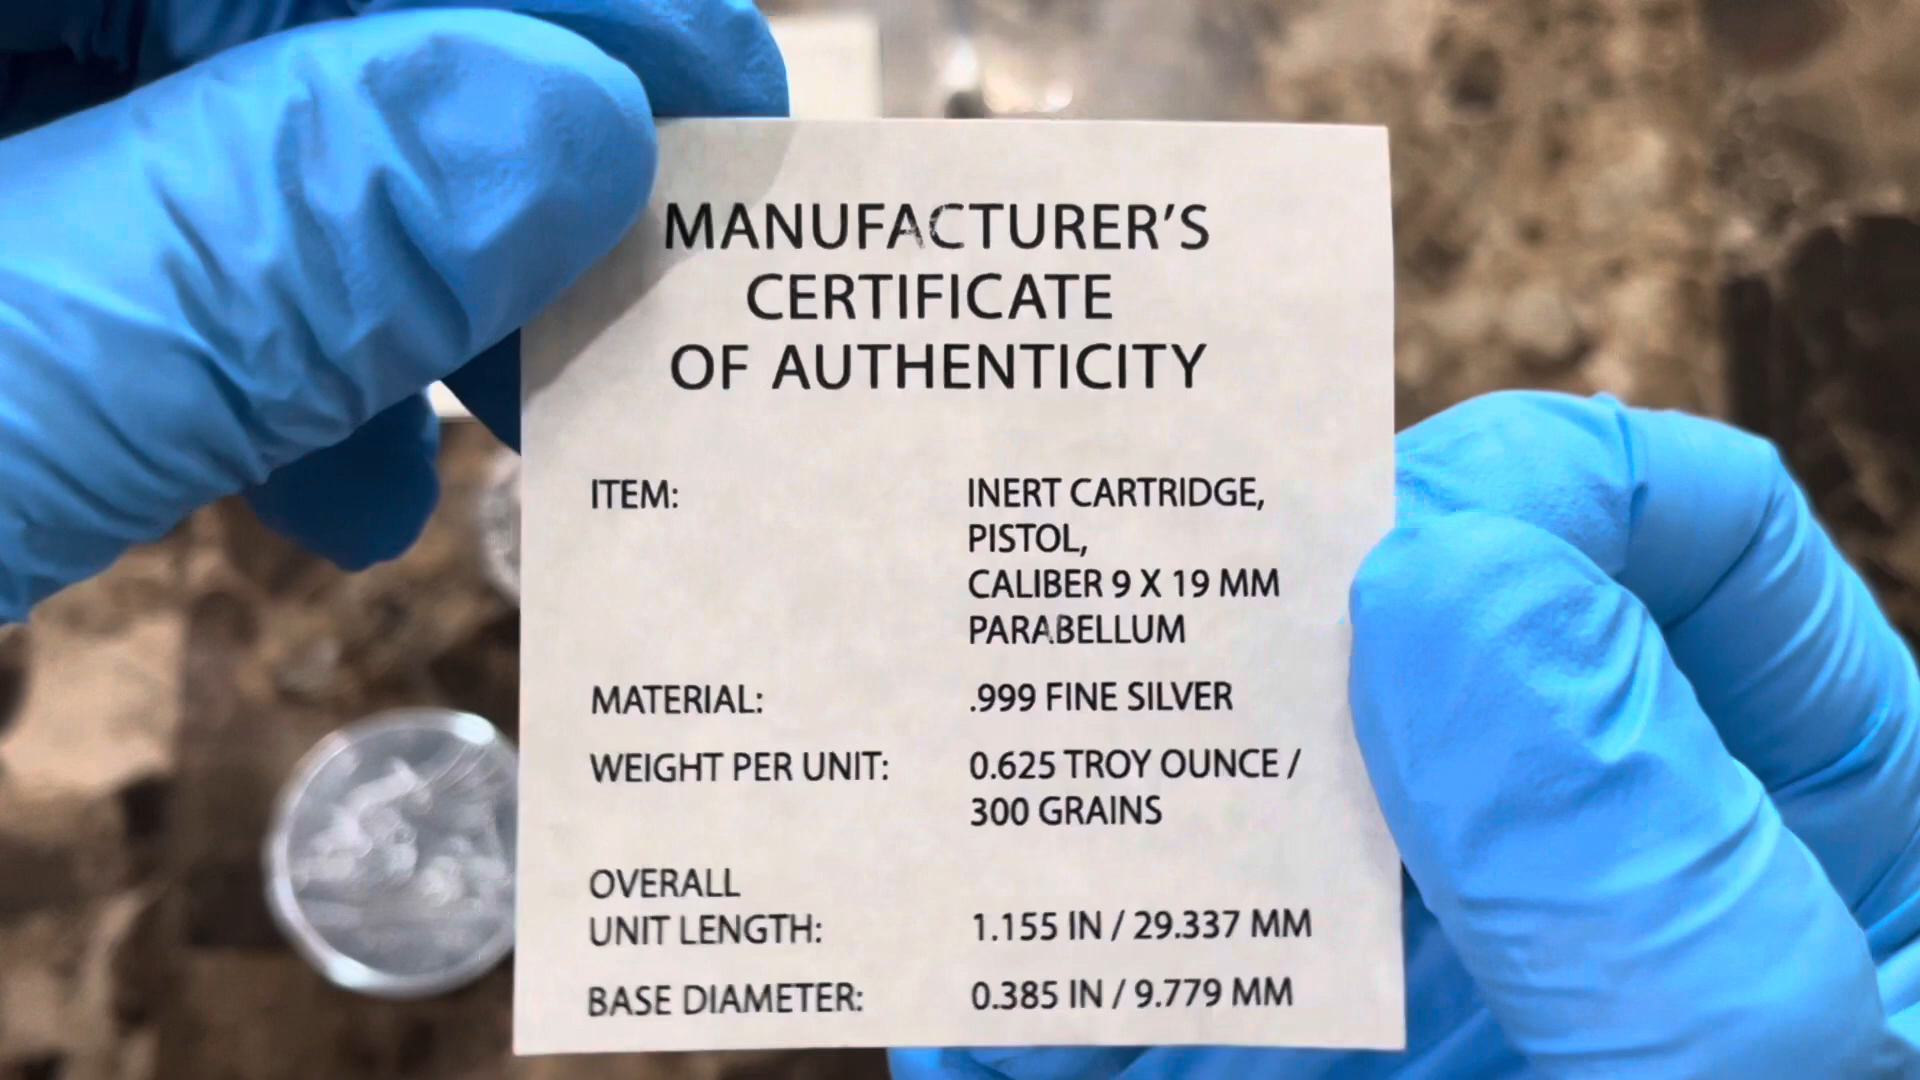 MANUFACTURER'S
CERTIFICATE
OF AUTHENTICITY
ITEM: INERT CARTRIDGE,
PISTOL,
CALIBER 9 X 19 MM
PARABELLUM
MATERIAL: .999 FINE SILVER
WEIGHT PER UNIT: 0.625 TROY OUNCE /
300 GRAINS
OVERALL
UNIT LENGTH: 1.155 IN / 29.337 MM
BASE DIAMETER: 0.385 IN / 9.779 MM